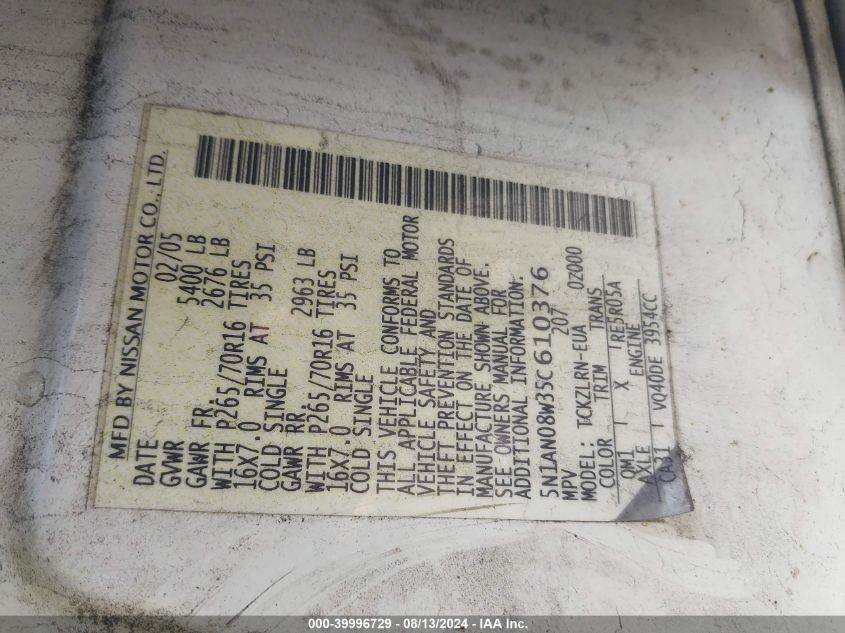 MFD BY NISSAN MOTOR CO., LTD.
DATE 02/05
GVWR 5400 LB
GAWR FR. 2676 LB
WITH P265/70R16 TIRES
16X7.0 RIMS AT 35 PSI
COLD SINGLE
GAWR RR. 2963 LB
WITH P265/70R16 TIRES
16X7.0 RIMS AT 35 PSI
COLD SINGLE
THIS VEHICLE CONFORMS TO
ALL APPLICABLE FEDERAL MOTOR
VEHICLE SAFETY AND
THEFT PREVENTION STANDARDS
IN EFFECT ON THE DATE OF
MANUFACTURE SHOWN ABOVE.
SEE OWNERS MANUAL FOR
ADDITIONAL INFORMATION.
5N1AN08W35C610376
MPV 207 02000
MODEL: TCKZLRN-EUA
COLOR TRIM TRANS
QM1 X RE5R05A
AXLE ENGINE
CA31 VQ40DE 3954CC
000-39996729 - 08/13/2024 - IAA Inc.